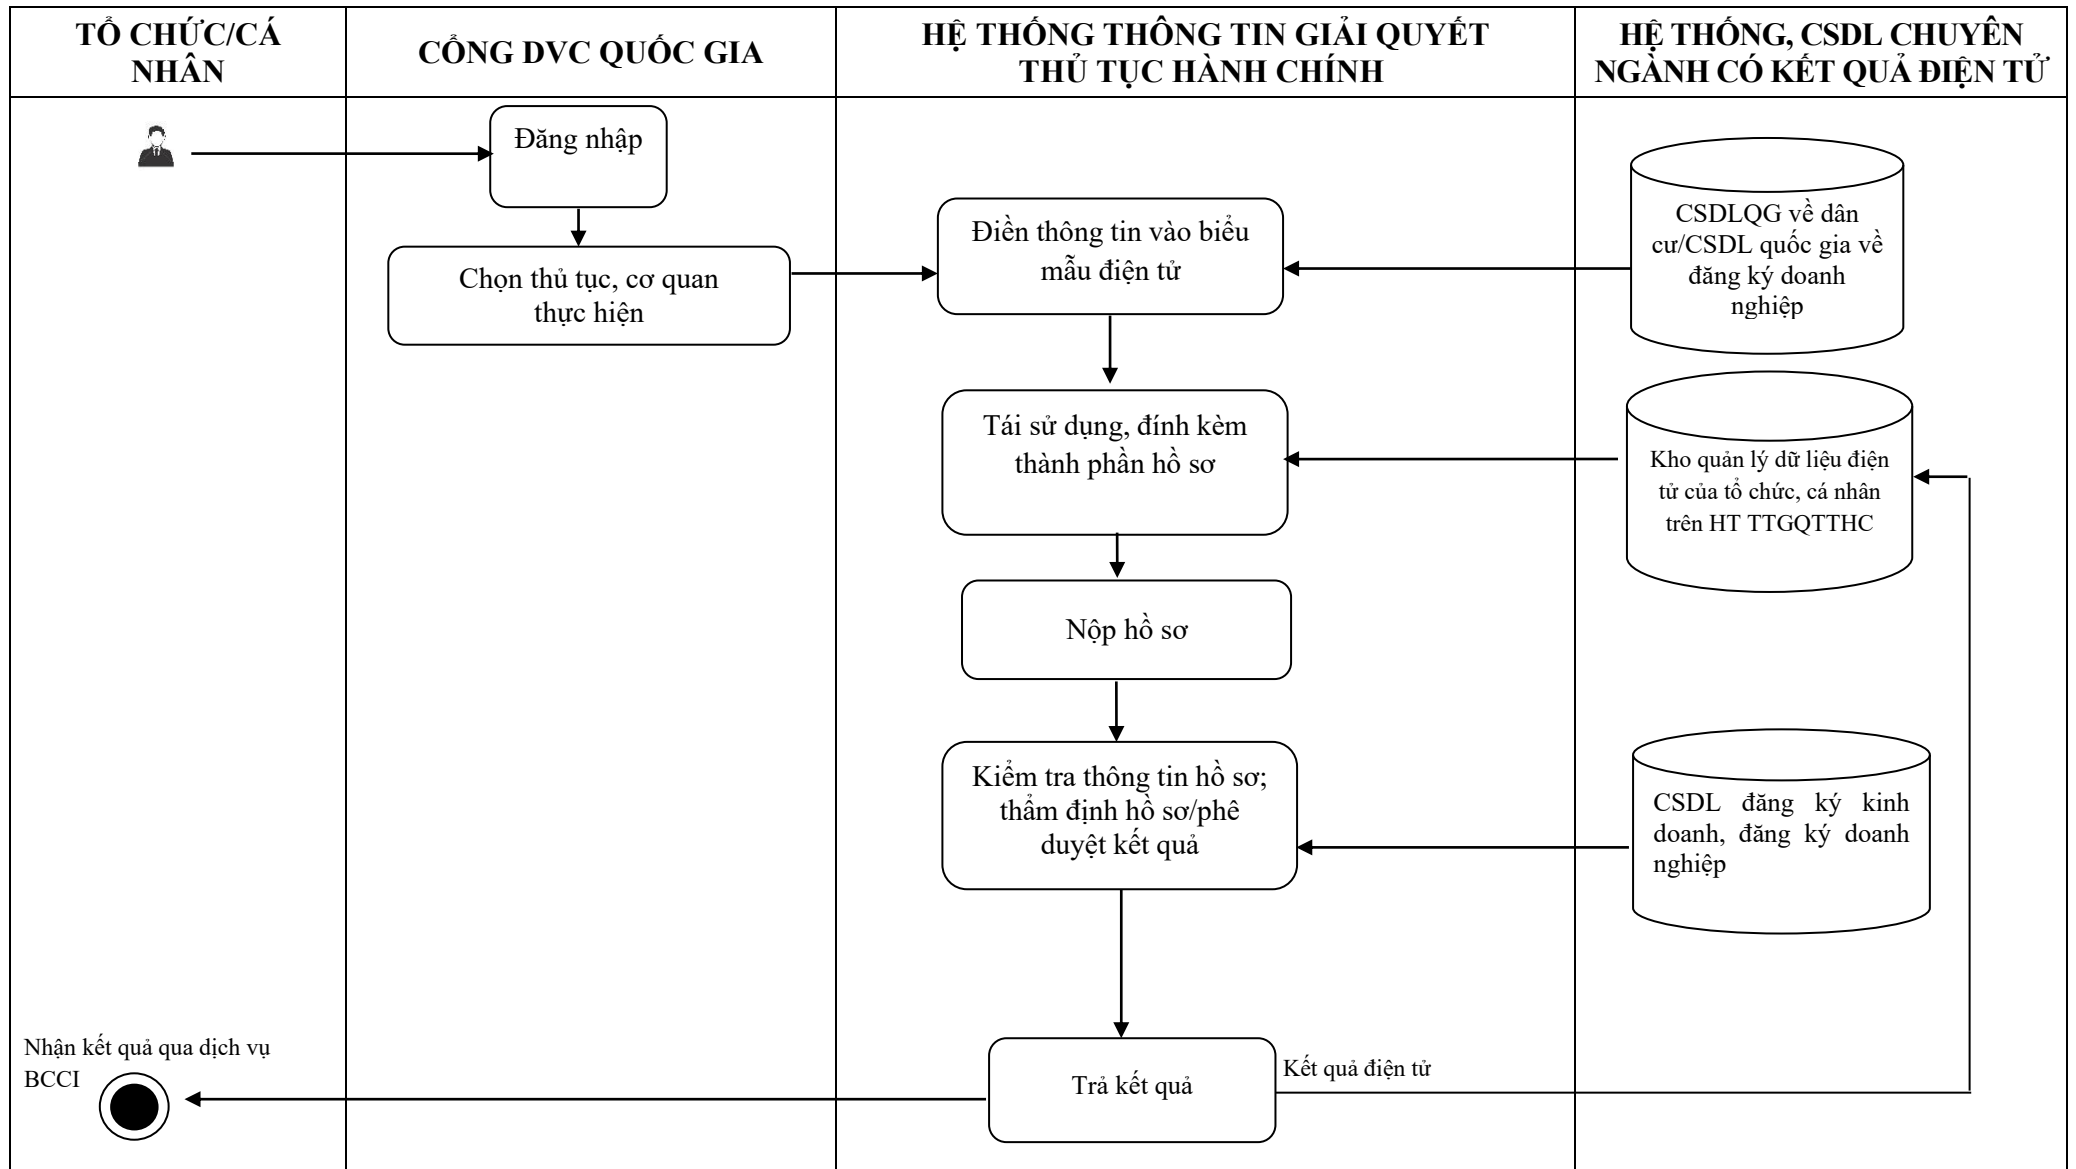 TỔ CHỨC/CÁ
NHÂN
CỔNG DVC QUỐC GIA
HỆ THỐNG THÔNG TIN GIẢI QUYẾT
THỦ TỤC HÀNH CHÍNH
HỆ THỐNG, CSDL CHUYÊN
NGÀNH CÓ KẾT QUẢ ĐIỆN TỬ
Đăng nhập
Chọn thủ tục, cơ quan
thực hiện
Điền thông tin vào biểu
mẫu điện tử
CSDLQG về dân
cư/CSDL quốc gia về
đăng ký doanh
nghiệp
Tái sử dụng, đính kèm
thành phần hồ sơ
Kho quản lý dữ liệu điện
tử của tổ chức, cá nhân
trên HT TTGQTTHC
Nộp hồ sơ
Kiểm tra thông tin hồ sơ;
thẩm định hồ sơ/phê
duyệt kết quả
CSDL đăng ký kinh
doanh, đăng ký doanh
nghiệp
Nhận kết quả qua dịch vụ
BCCI
Trả kết quả
Kết quả điện tử